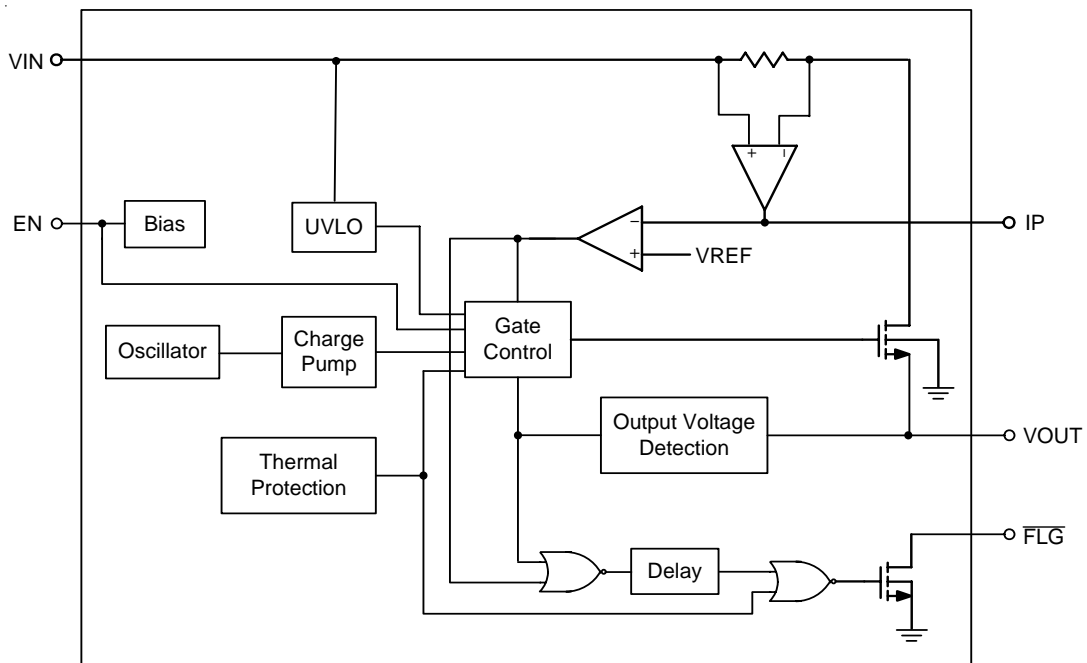 VIN
+ −
EN
Bias
UVLO
−
IP
+
VREF
Gate
Control
Oscillator
Charge
Pump
Output Voltage
Detection
VOUT
Thermal
Protection
FLG
Delay